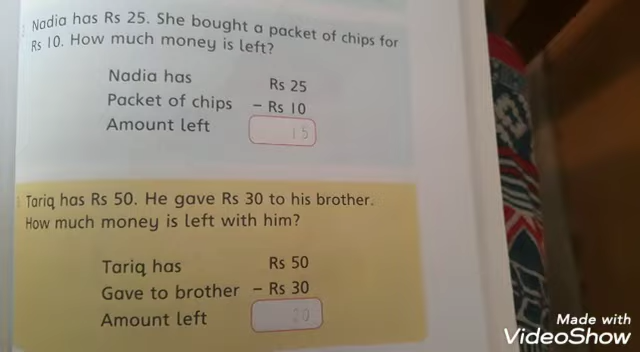 Nadia has Rs 25. She bought a packet of chips for
Rs 10. How much money is left?
Nadia has Rs 25
Packet of chips – Rs 10
Amount left 15
Tariq has Rs 50. He gave Rs 30 to his brother.
How much money is left with him?
Tariq has Rs 50
Gave to brother – Rs 30
Amount left 20
Made with
VideoShow